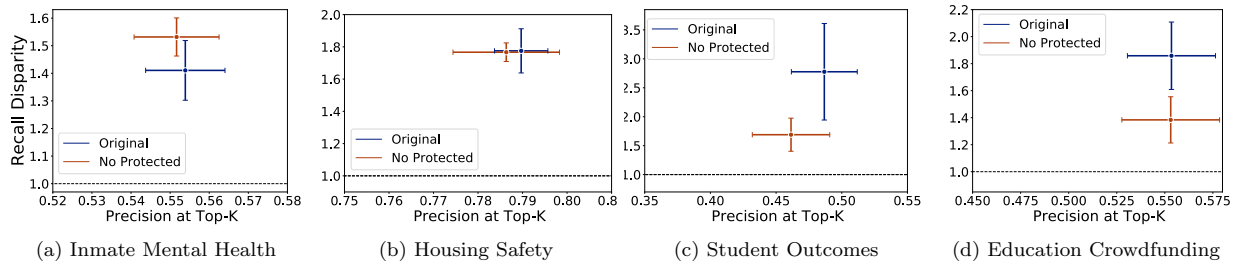 Recall Disparity
1.6
1.5
1.4
1.3
1.2
1.1
1.0
Original
No Protected
0.52 0.53 0.54 0.55 0.56 0.57 0.58
Precision at Top-K
(a) Inmate Mental Health
2.0
1.8
1.6
1.4
1.2
1.0
Original
No Protected
0.75 0.76 0.77 0.78 0.79 0.80 0.8
Precision at Top-K
(b) Housing Safety
3.5
3.0
2.5
2.0
1.5
1.0
Original
No Protected
0.35 0.40 0.45 0.50 0.55
Precision at Top-K
(c) Student Outcomes
2.2
2.0
1.8
1.6
1.4
1.2
1.0
Original
No Protected
0.450 0.475 0.500 0.525 0.550 0.575
Precision at Top-K
(d) Education Crowdfunding